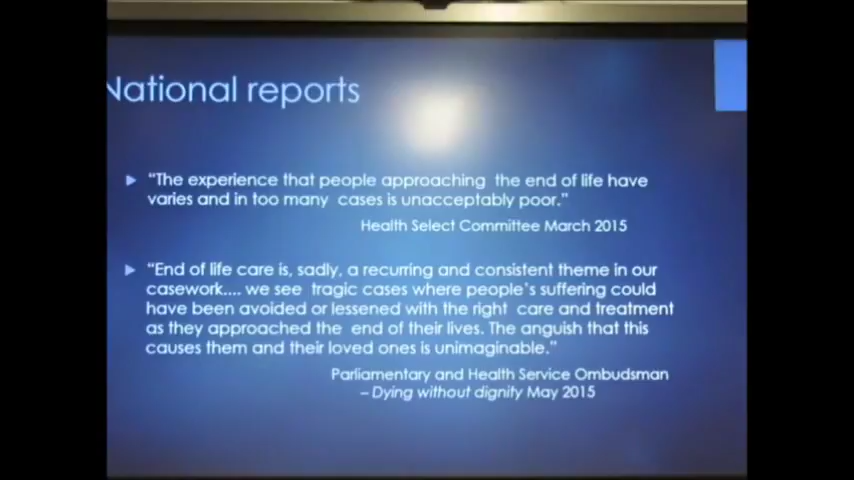 National reports
"The experience that people approaching the end of life have
varies and in too many cases is unacceptably poor."
Health Select Committee March 2015
"End of life care is, sadly, a recurring and consistent theme in our
casework.... we see tragic cases where people's suffering could
have been avoided or lessened with the right care and treatment
as they approached the end of their lives. The anguish that this
causes them and their loved ones is unimaginable."
Parliamentary and Health Service Ombudsman
– Dying without dignity May 2015